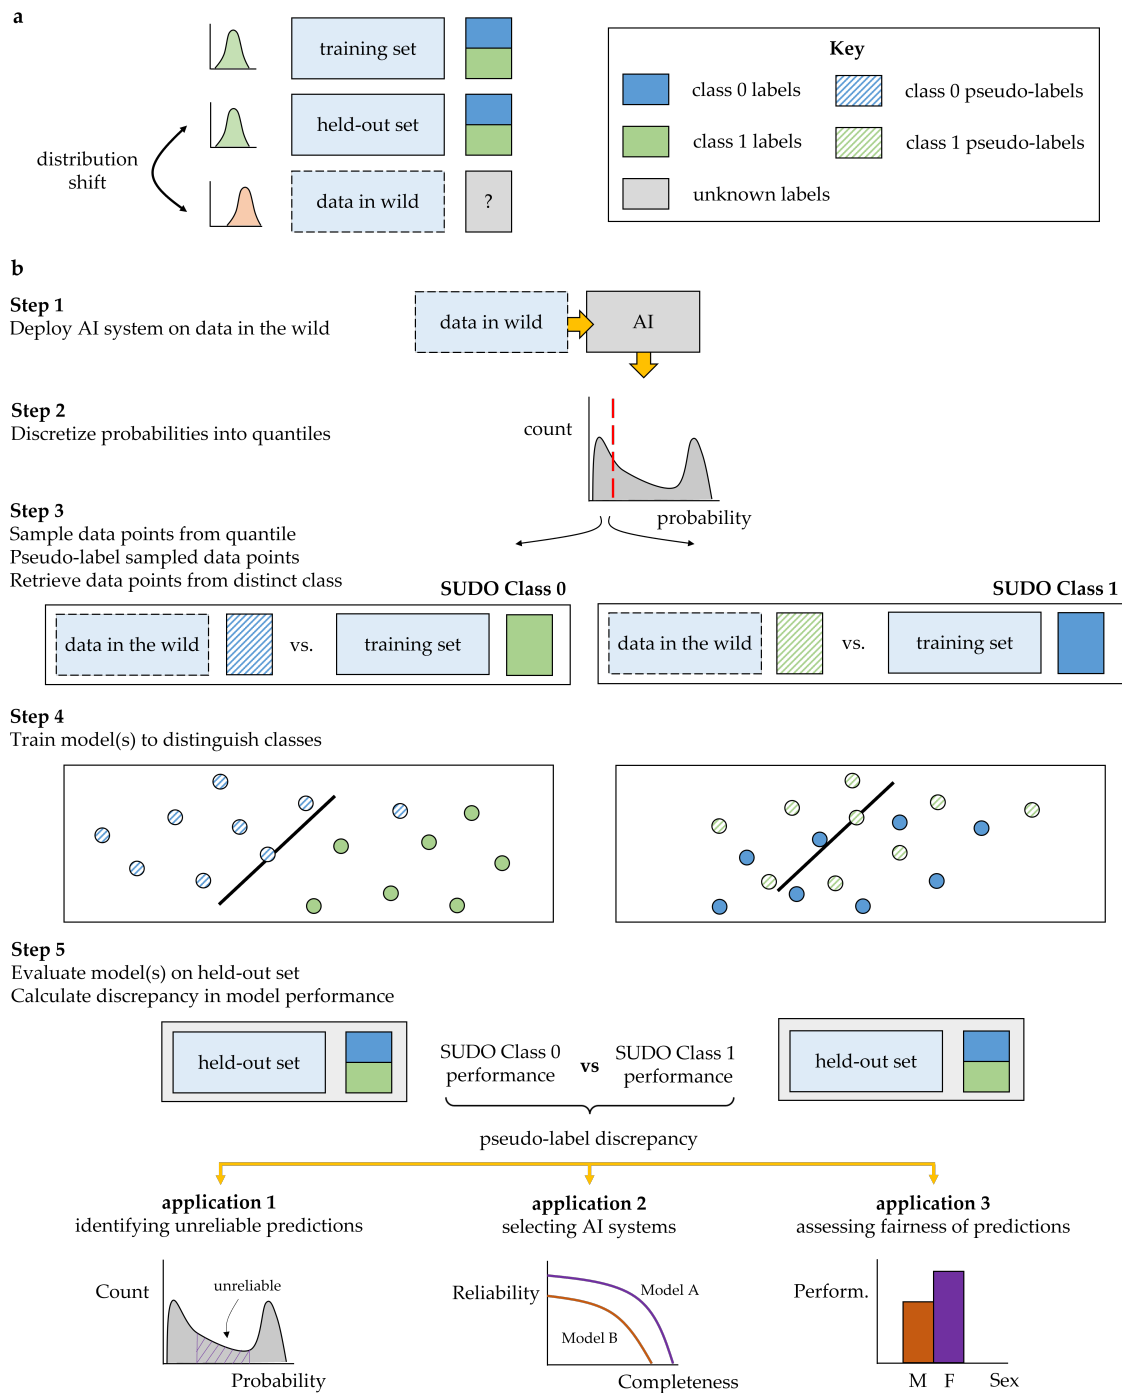 a
training set
held-out set
distribution
shift
data in wild
?
Key
class 0 labels
class 0 pseudo-labels
class 1 labels
class 1 pseudo-labels
unknown labels
b
Step 1
Deploy AI system on data in the wild
data in wild
AI
Step 2
Discretize probabilities into quantiles
count
probability
Step 3
Sample data points from quantile
Pseudo-label sampled data points
Retrieve data points from distinct class
SUDO Class 0
data in the wild
vs.
training set
SUDO Class 1
data in the wild
vs.
training set
Step 4
Train model(s) to distinguish classes
Step 5
Evaluate model(s) on held-out set
Calculate discrepancy in model performance
held-out set
SUDO Class 0
performance
vs
SUDO Class 1
performance
held-out set
pseudo-label discrepancy
application 1
identifying unreliable predictions
Count
unreliable
Probability
application 2
selecting AI systems
Reliability
Model A
Model B
Completeness
application 3
assessing fairness of predictions
Perform.
M
F
Sex